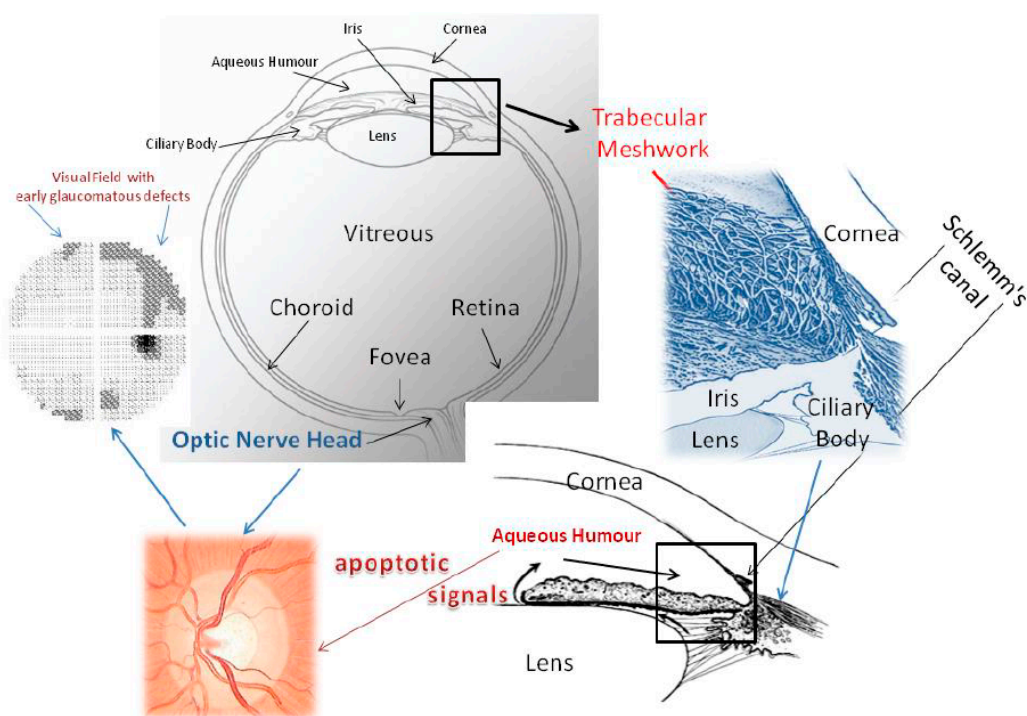 Iris
Cornea
Aqueous Humour
Ciliary Body
Lens
Trabecular
Meshwork
Visual Field with
early glaucomatous defects
Vitreous
Cornea
Schlemm's
canal
Choroid
Retina
Fovea
Iris
Ciliary
Body
Lens
Optic Nerve Head
Cornea
Aqueous Humour
apoptotic
signals
Lens